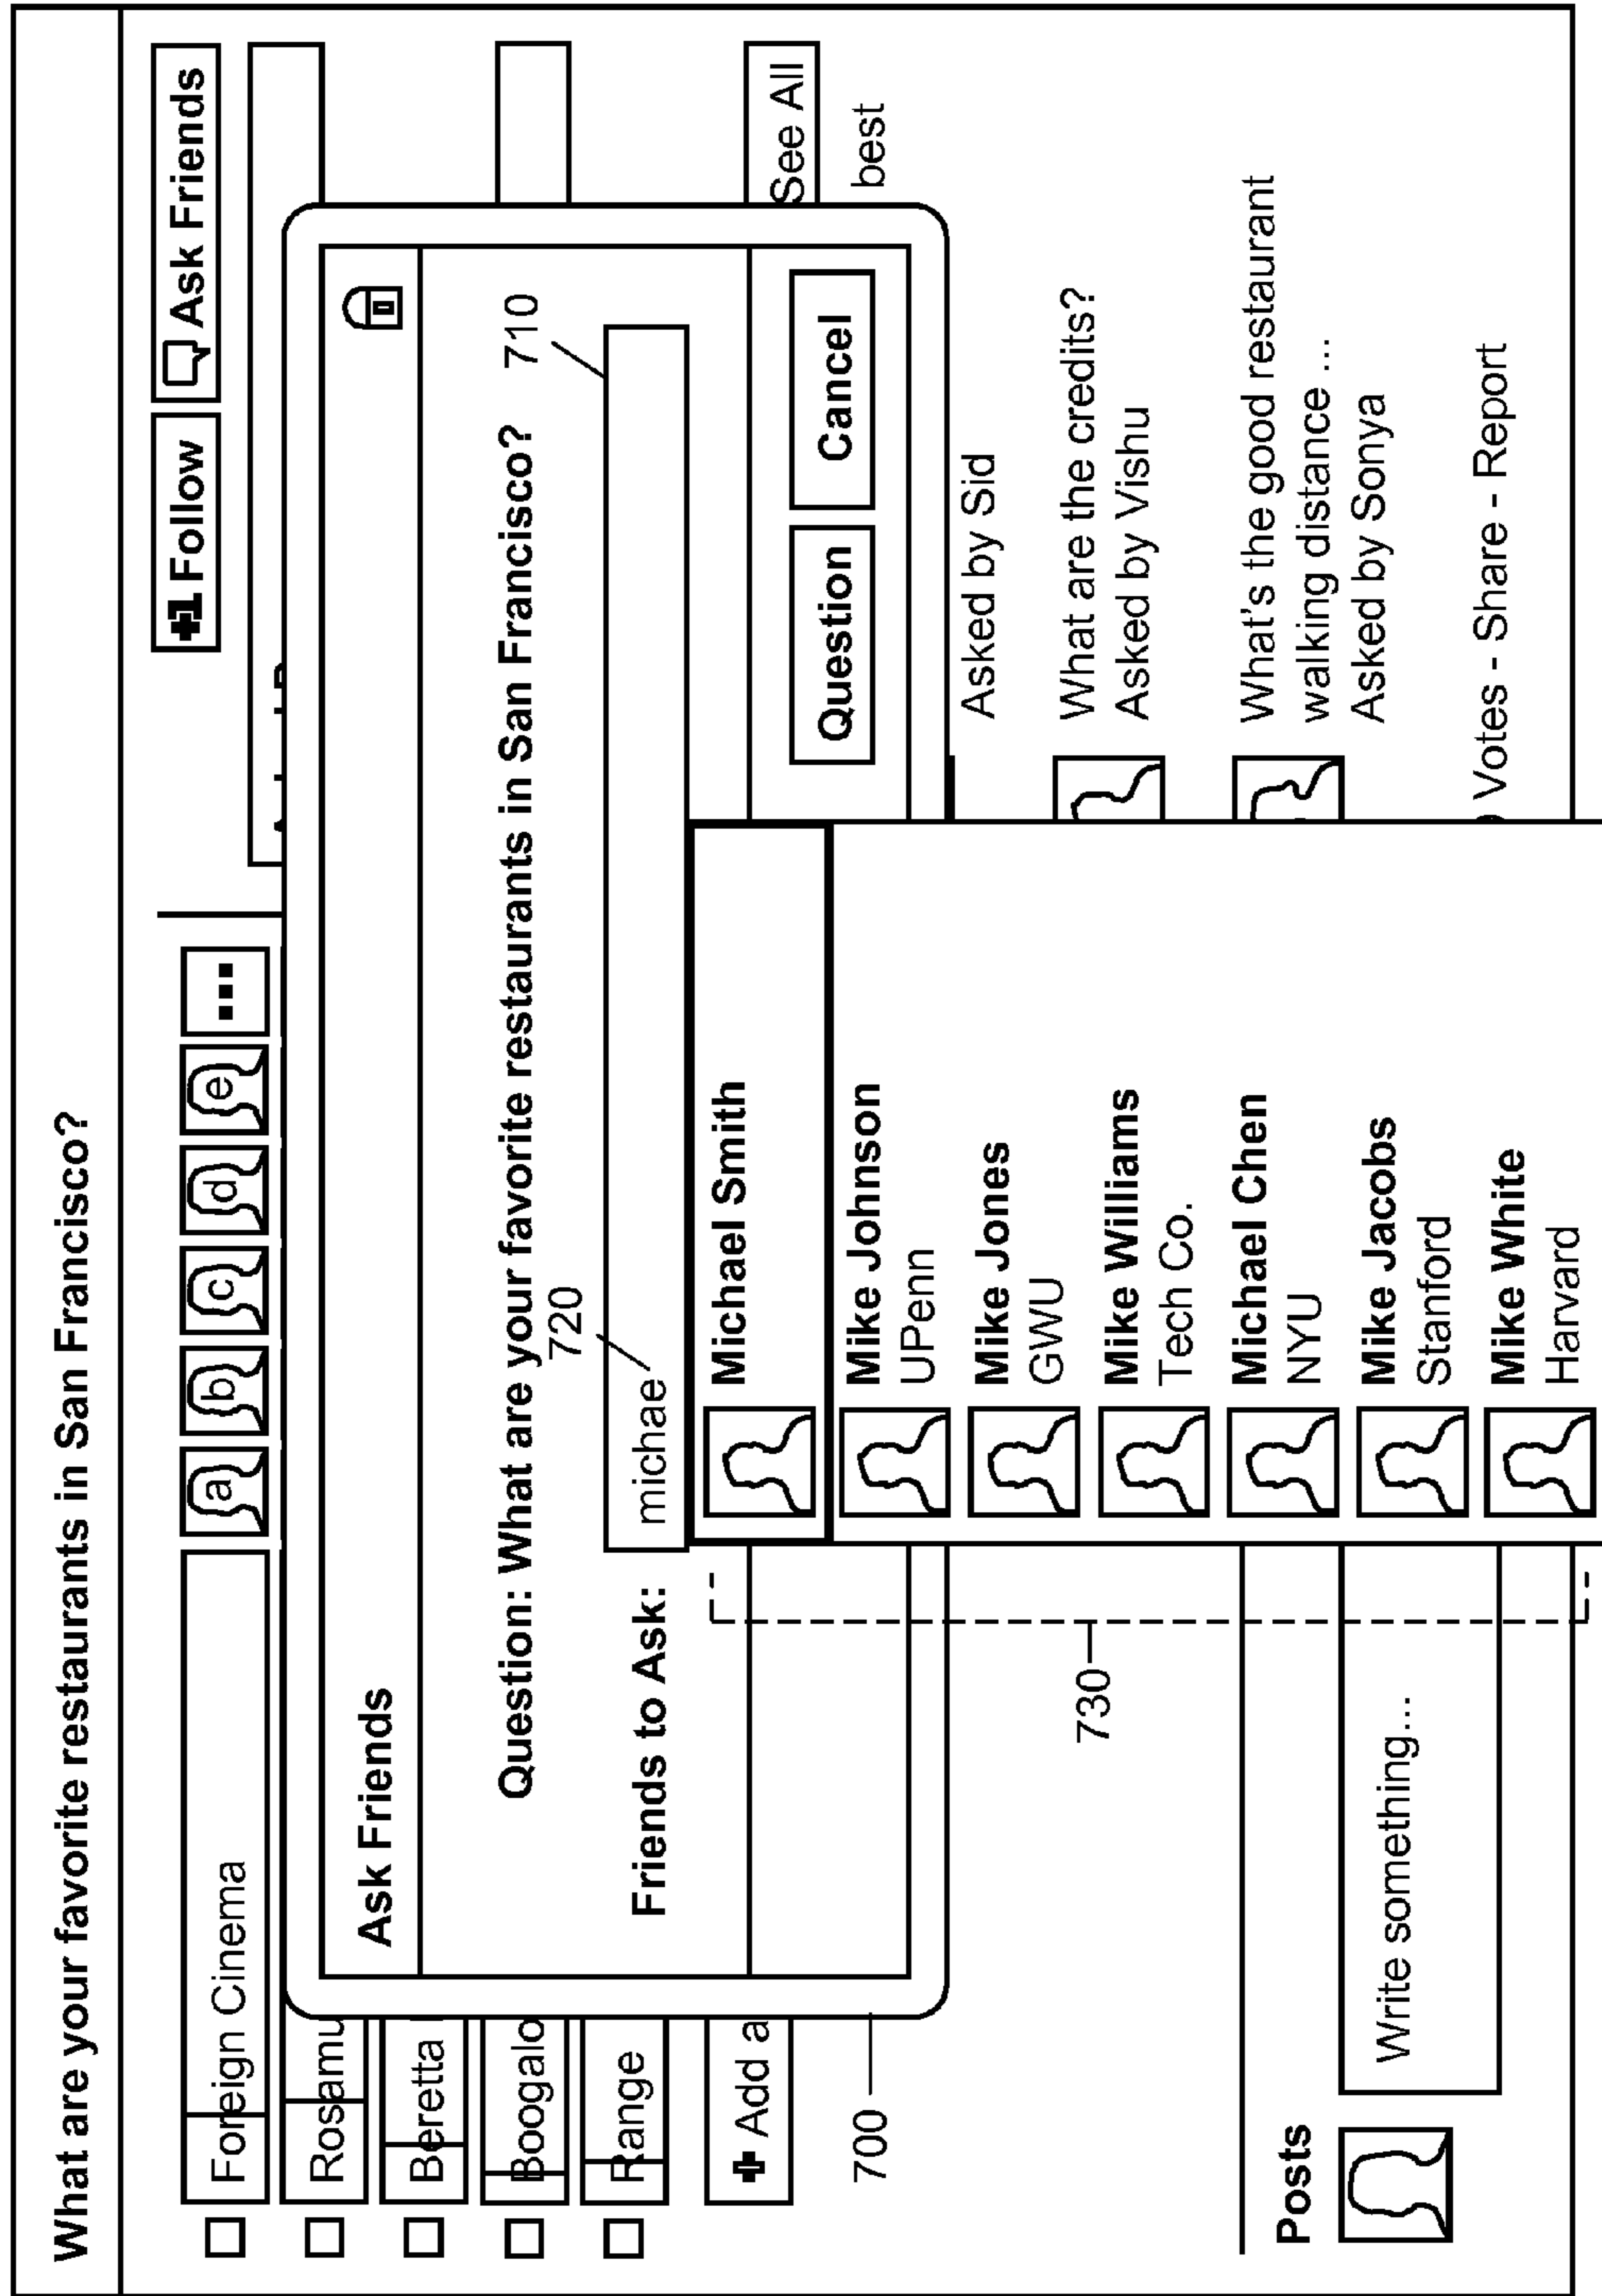 What are your favorite restaurants in San Francisco?
Follow
Ask Friends
Foreign Cinema
a
b
c
d
e
...
Rosamu
Beretta
Boogalo
Range
Add a
700
Ask Friends
Question: What are your favorite restaurants in San Francisco?
710
720
Friends to Ask:
michae
Question
Cancel
730
Michael Smith
Mike Johnson
UPenn
Mike Jones
GWU
Mike Williams
Tech Co.
Michael Chen
NYU
Mike Jacobs
Stanford
Mike White
Harvard
See All
best
Asked by Sid
What are the credits?
Asked by Vishu
What's the good restaurant
walking distance ...
Asked by Sonya
Votes - Share - Report
Posts
Write something...